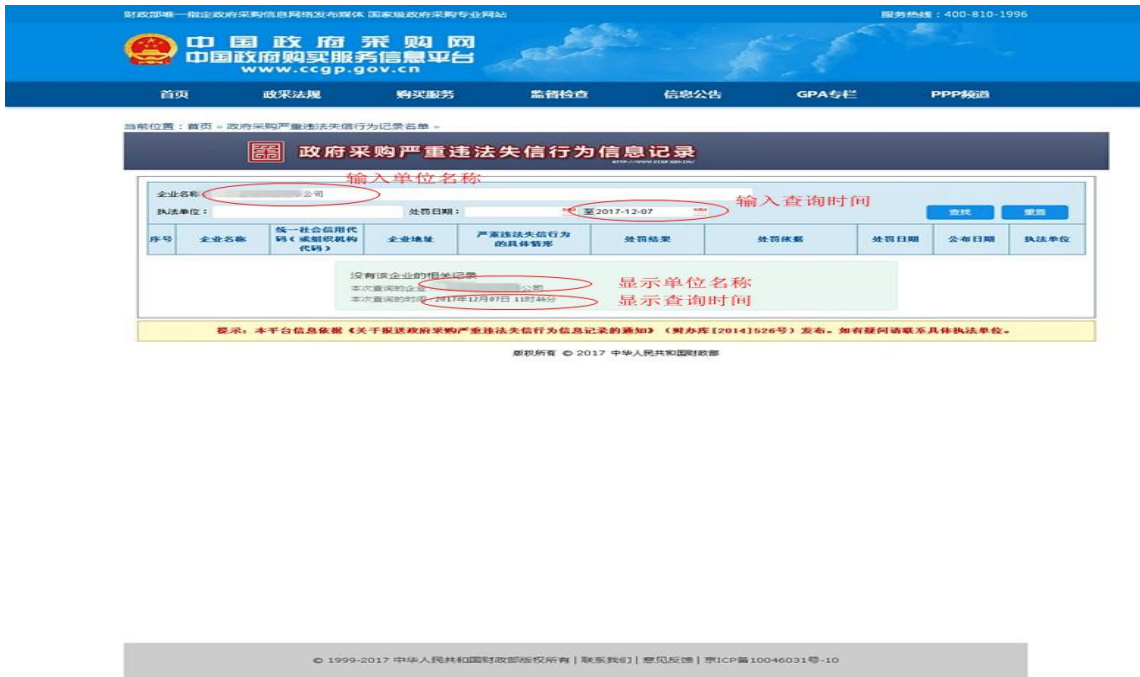 财政部唯一指定政府采购信息网络发布媒体 国家级政府采购专业网站
服务热线：400-810-1996
中国政府采购网
中国政府购买服务信息平台
www.ccgp.gov.cn
首页 政采法规 购买服务 监督检查 信息公告 GPA专栏 PPP频道
当前位置：首页 » 政府采购严重违法失信行为记录名单 »
政府采购严重违法失信行为信息记录
HTTP://WWW.CCGP.GOV.CN/
输入单位名称
企业名称： 公司
输入查询时间
执法单位： 处罚日期： 至2017-12-07 查找 重置
序号 企业名称 统一社会信用代码（或组织机构代码） 企业地址 严重违法失信行为的具体情形 处罚结果 处罚依据 处罚日期 公布日期 执法单位
没有该企业的相关记录
本次查询的企业： 公司 显示单位名称
本次查询的时间：2017年12月07日 11时46分 显示查询时间
提示：本平台信息依据《关于报送政府采购严重违法失信行为信息记录的通知》（财办库[2014]526号）发布。如有疑问请联系具体执法单位。
版权所有 © 2017 中华人民共和国财政部
© 1999-2017 中华人民共和国财政部版权所有 | 联系我们 | 意见反馈 | 京ICP备10046031号-10